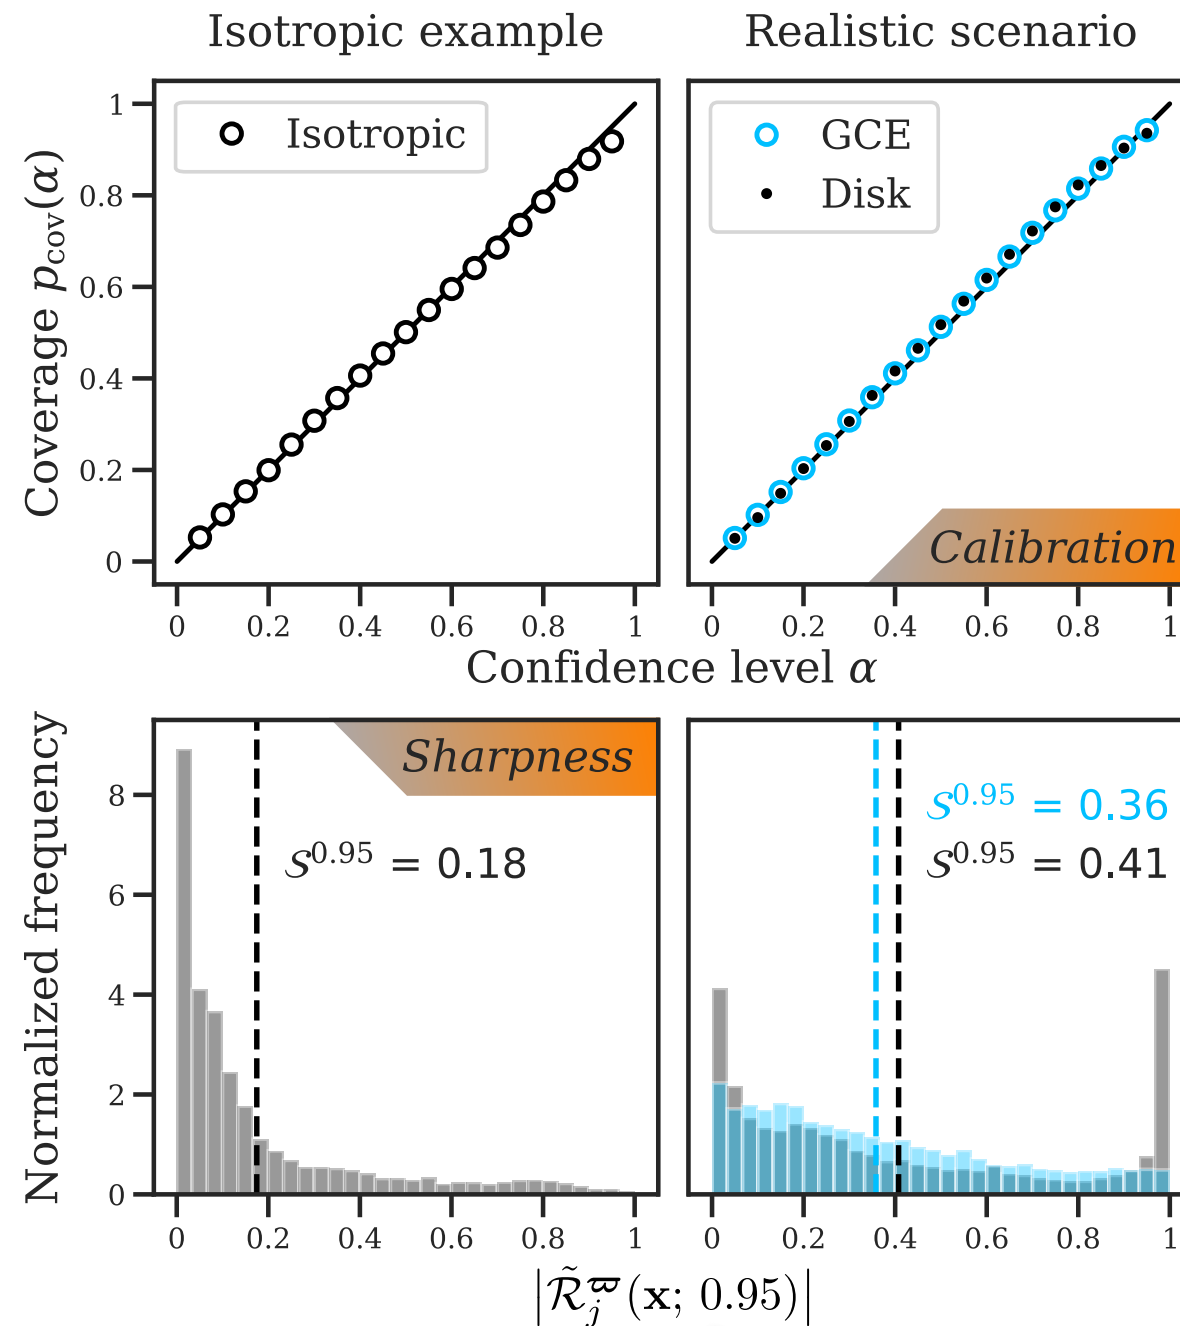 Isotropic example
Realistic scenario
Coverage p_cov(α)
1
0.8
0.6
0.4
0.2
0
Isotropic
GCE
Disk
Calibration
0 0.2 0.4 0.6 0.8 1
0 0.2 0.4 0.6 0.8 1
Confidence level α
Normalized frequency
8
6
4
2
0
Sharpness
𝒮^0.95 = 0.18
𝒮^0.95 = 0.36
𝒮^0.95 = 0.41
0 0.2 0.4 0.6 0.8 1
0 0.2 0.4 0.6 0.8 1
|ℛ̃_j^ϖ(x; 0.95)|